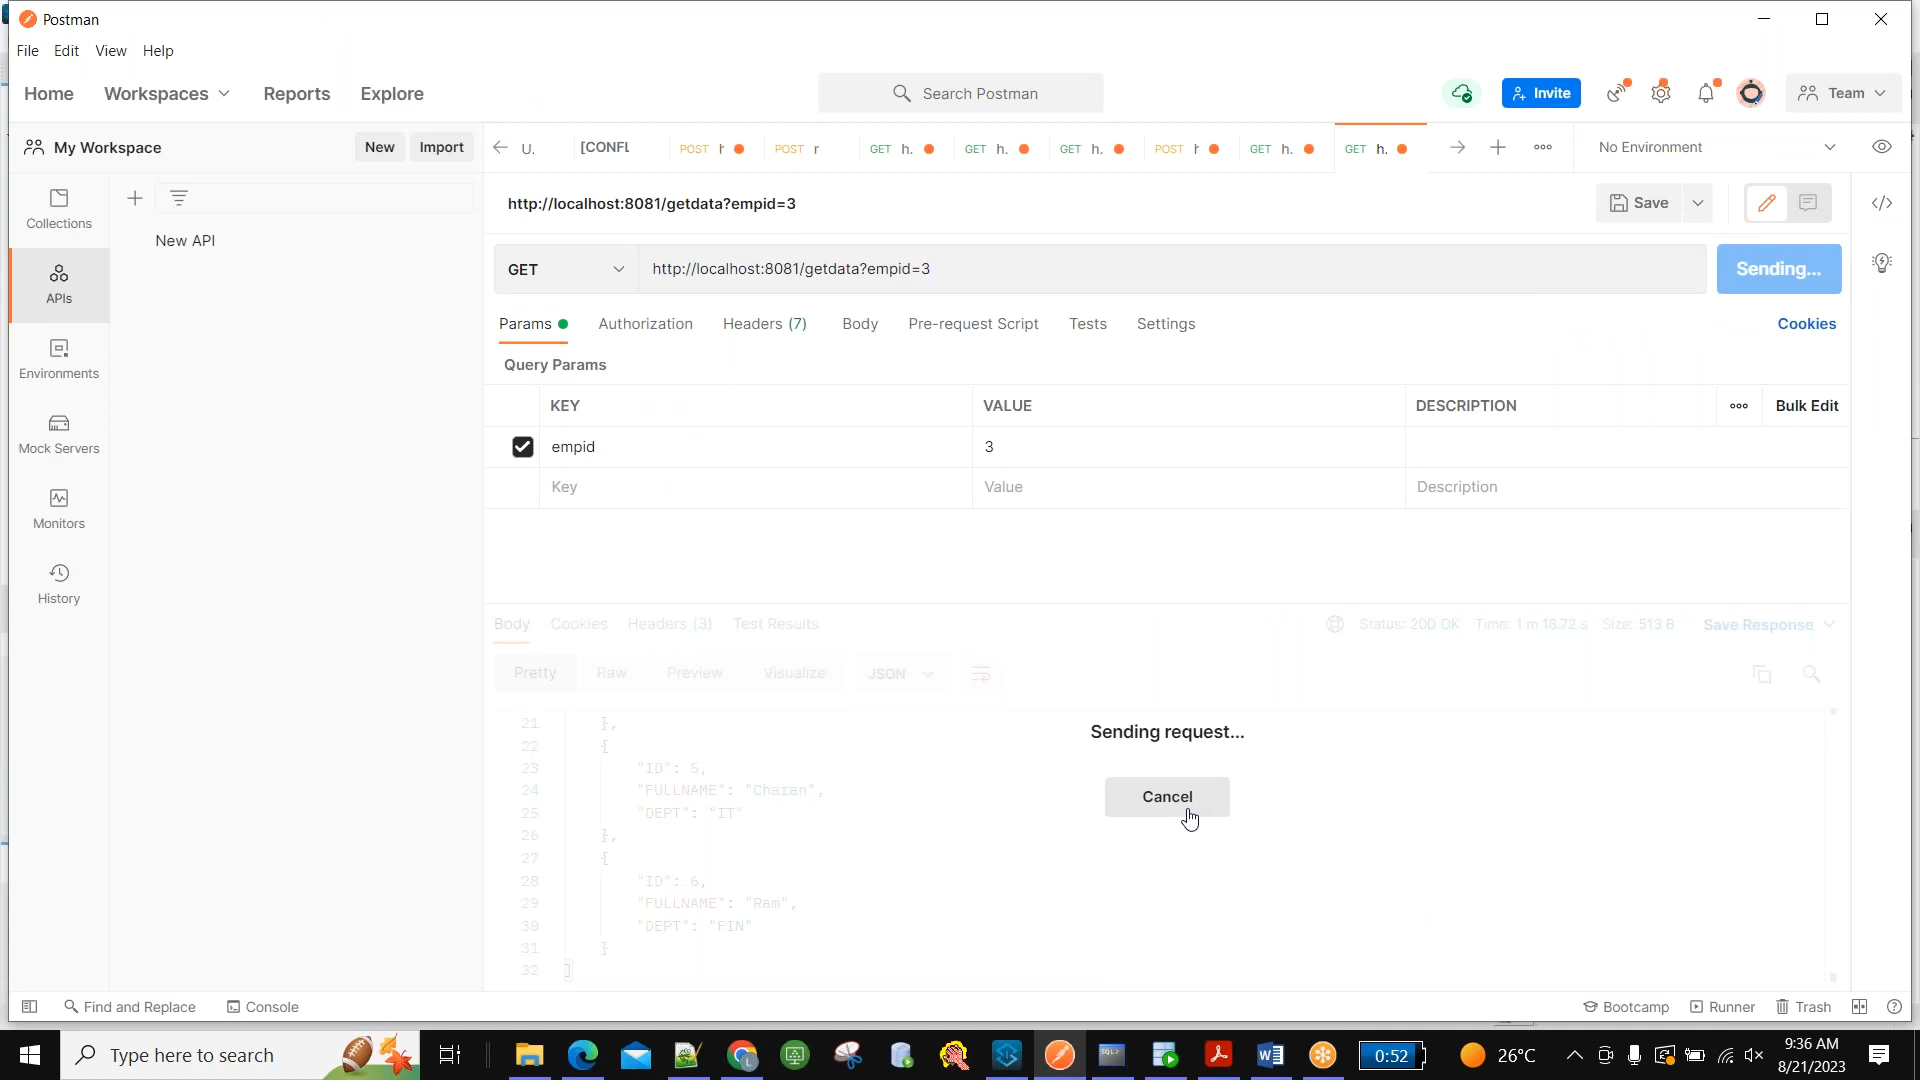 Postman
File Edit View Help
Home Workspaces Reports Explore
Search Postman
Invite
Team
My Workspace
New Import
U. [CONFL POST r POST r GET h. GET h. GET h. POST r GET h. GET h.
No Environment
http://localhost:8081/getdata?empid=3
Save
Collections
New API
GET http://localhost:8081/getdata?empid=3
Sending...
APIs
Params Authorization Headers (7) Body Pre-request Script Tests Settings
Cookies
Query Params
Environments
KEY VALUE DESCRIPTION Bulk Edit
empid 3
Key Value Description
Mock Servers
Monitors
History
Body Cookies Headers (3) Test Results
Status: 200 OK Time: 1 m 18.72 s Size: 513 B Save Response
Pretty Raw Preview Visualize JSON
21 },
22 {
23 "ID": 5,
24 "FULLNAME": "Charan",
25 "DEPT": "IT"
26 },
27 {
28 "ID": 6,
29 "FULLNAME": "Ram",
30 "DEPT": "FIN"
31 }
32 ]
Sending request...
Cancel
Find and Replace Console
Bootcamp Runner Trash
Type here to search
SQL>
0:52
26°C
9:36 AM
8/21/2023